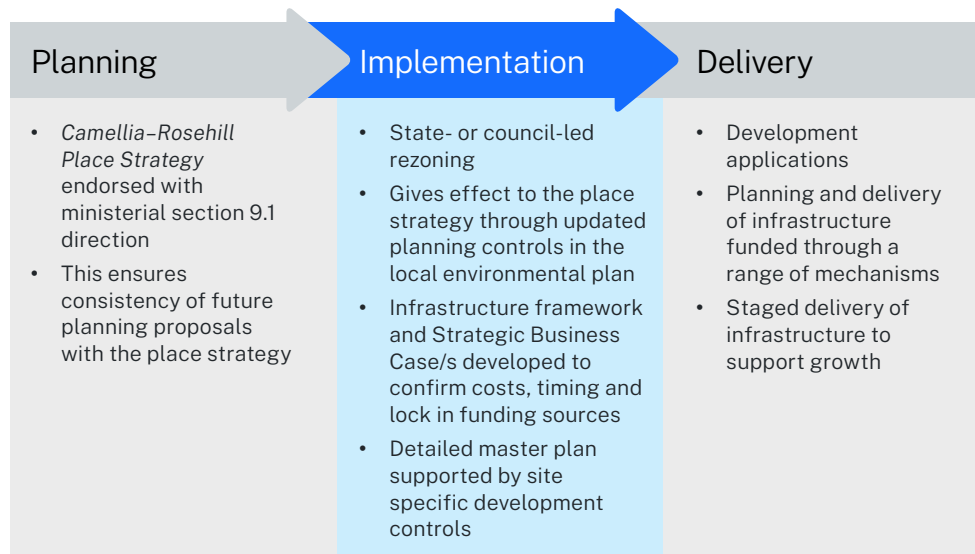 Planning
• Camellia–Rosehill
Place Strategy
endorsed with
ministerial section 9.1
direction
• This ensures
consistency of future
planning proposals
with the place strategy
Implementation
• State- or council-led
rezoning
• Gives effect to the place
strategy through updated
planning controls in the
local environmental plan
• Infrastructure framework
and Strategic Business
Case/s developed to
confirm costs, timing and
lock in funding sources
• Detailed master plan
supported by site
specific development
controls
Delivery
• Development
applications
• Planning and delivery
of infrastructure
funded through a
range of mechanisms
• Staged delivery of
infrastructure to
support growth